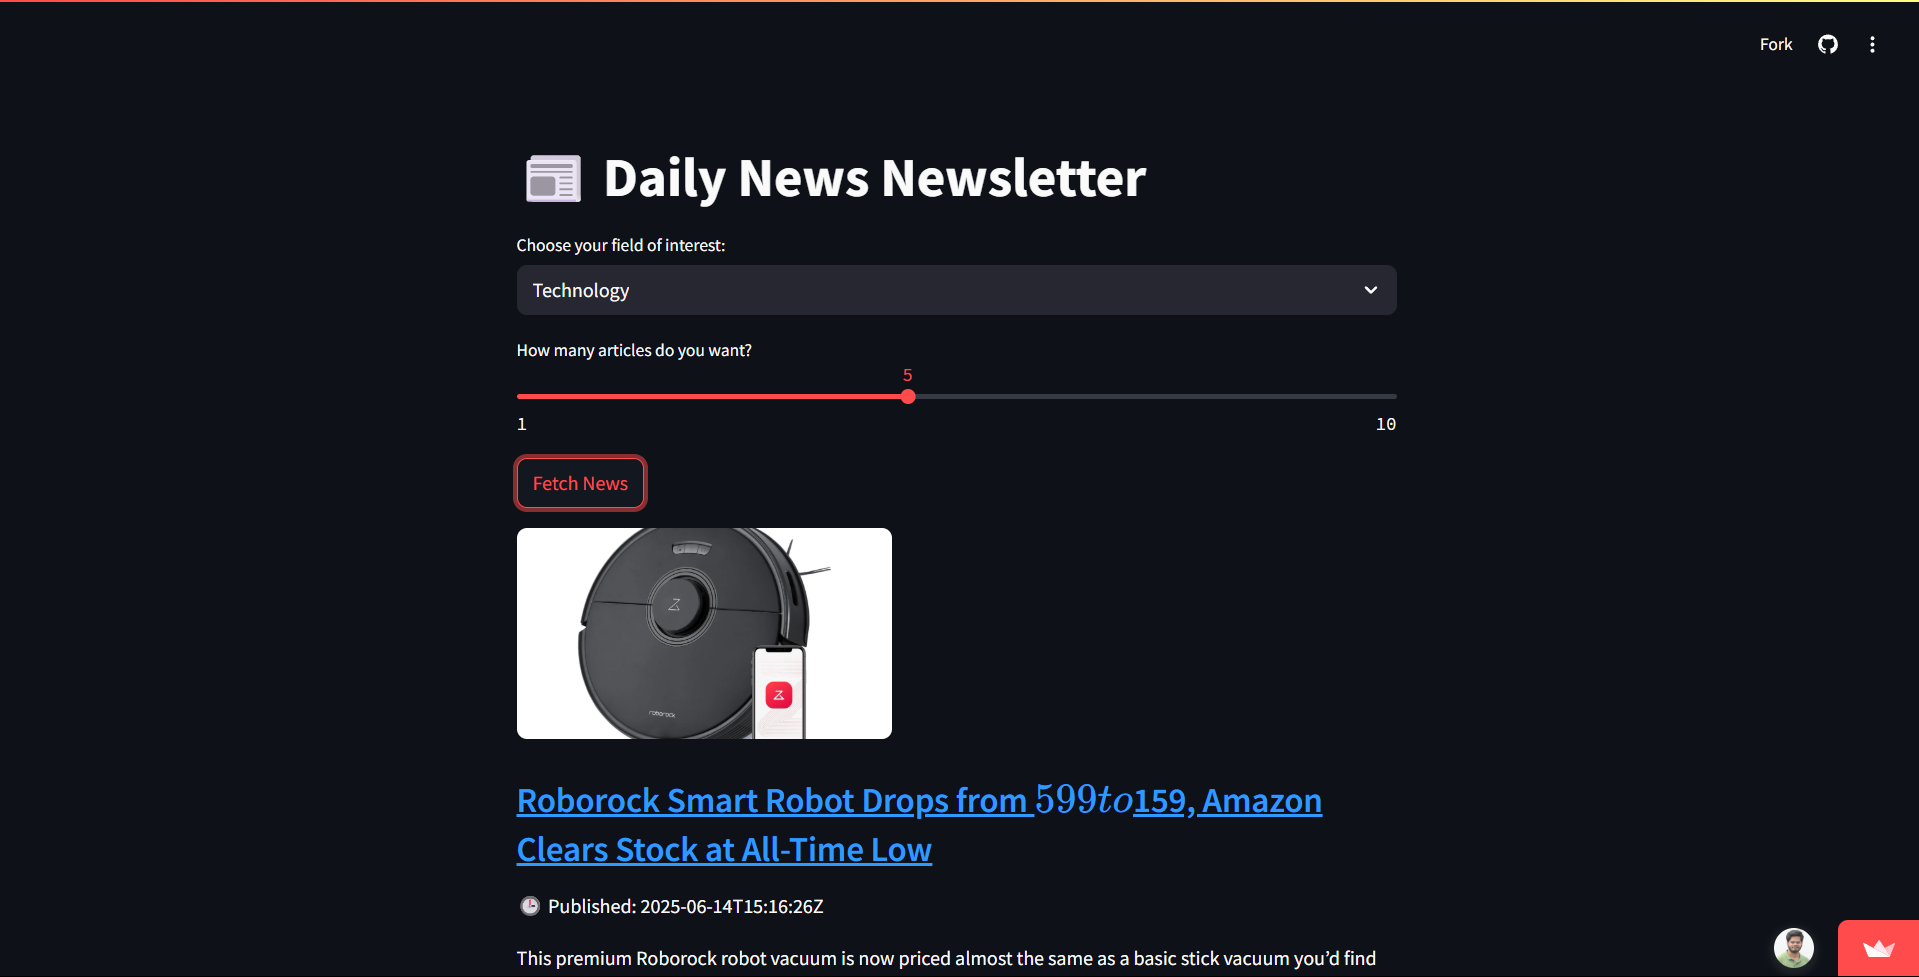 Fork
Daily News Newsletter
Choose your field of interest:
Technology
How many articles do you want?
5
1
10
Fetch News
roborock
Roborock Smart Robot Drops from 599to159, Amazon
Clears Stock at All-Time Low
Published: 2025-06-14T15:16:26Z
This premium Roborock robot vacuum is now priced almost the same as a basic stick vacuum you’d find